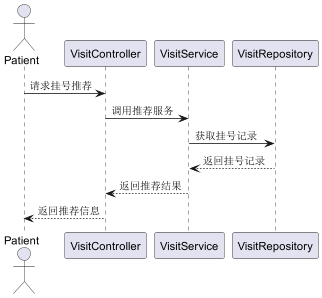 Patient
VisitController
VisitService
VisitRepository
请求挂号推荐
调用推荐服务
获取挂号记录
返回挂号记录
返回推荐结果
返回推荐信息
Patient
VisitController
VisitService
VisitRepository